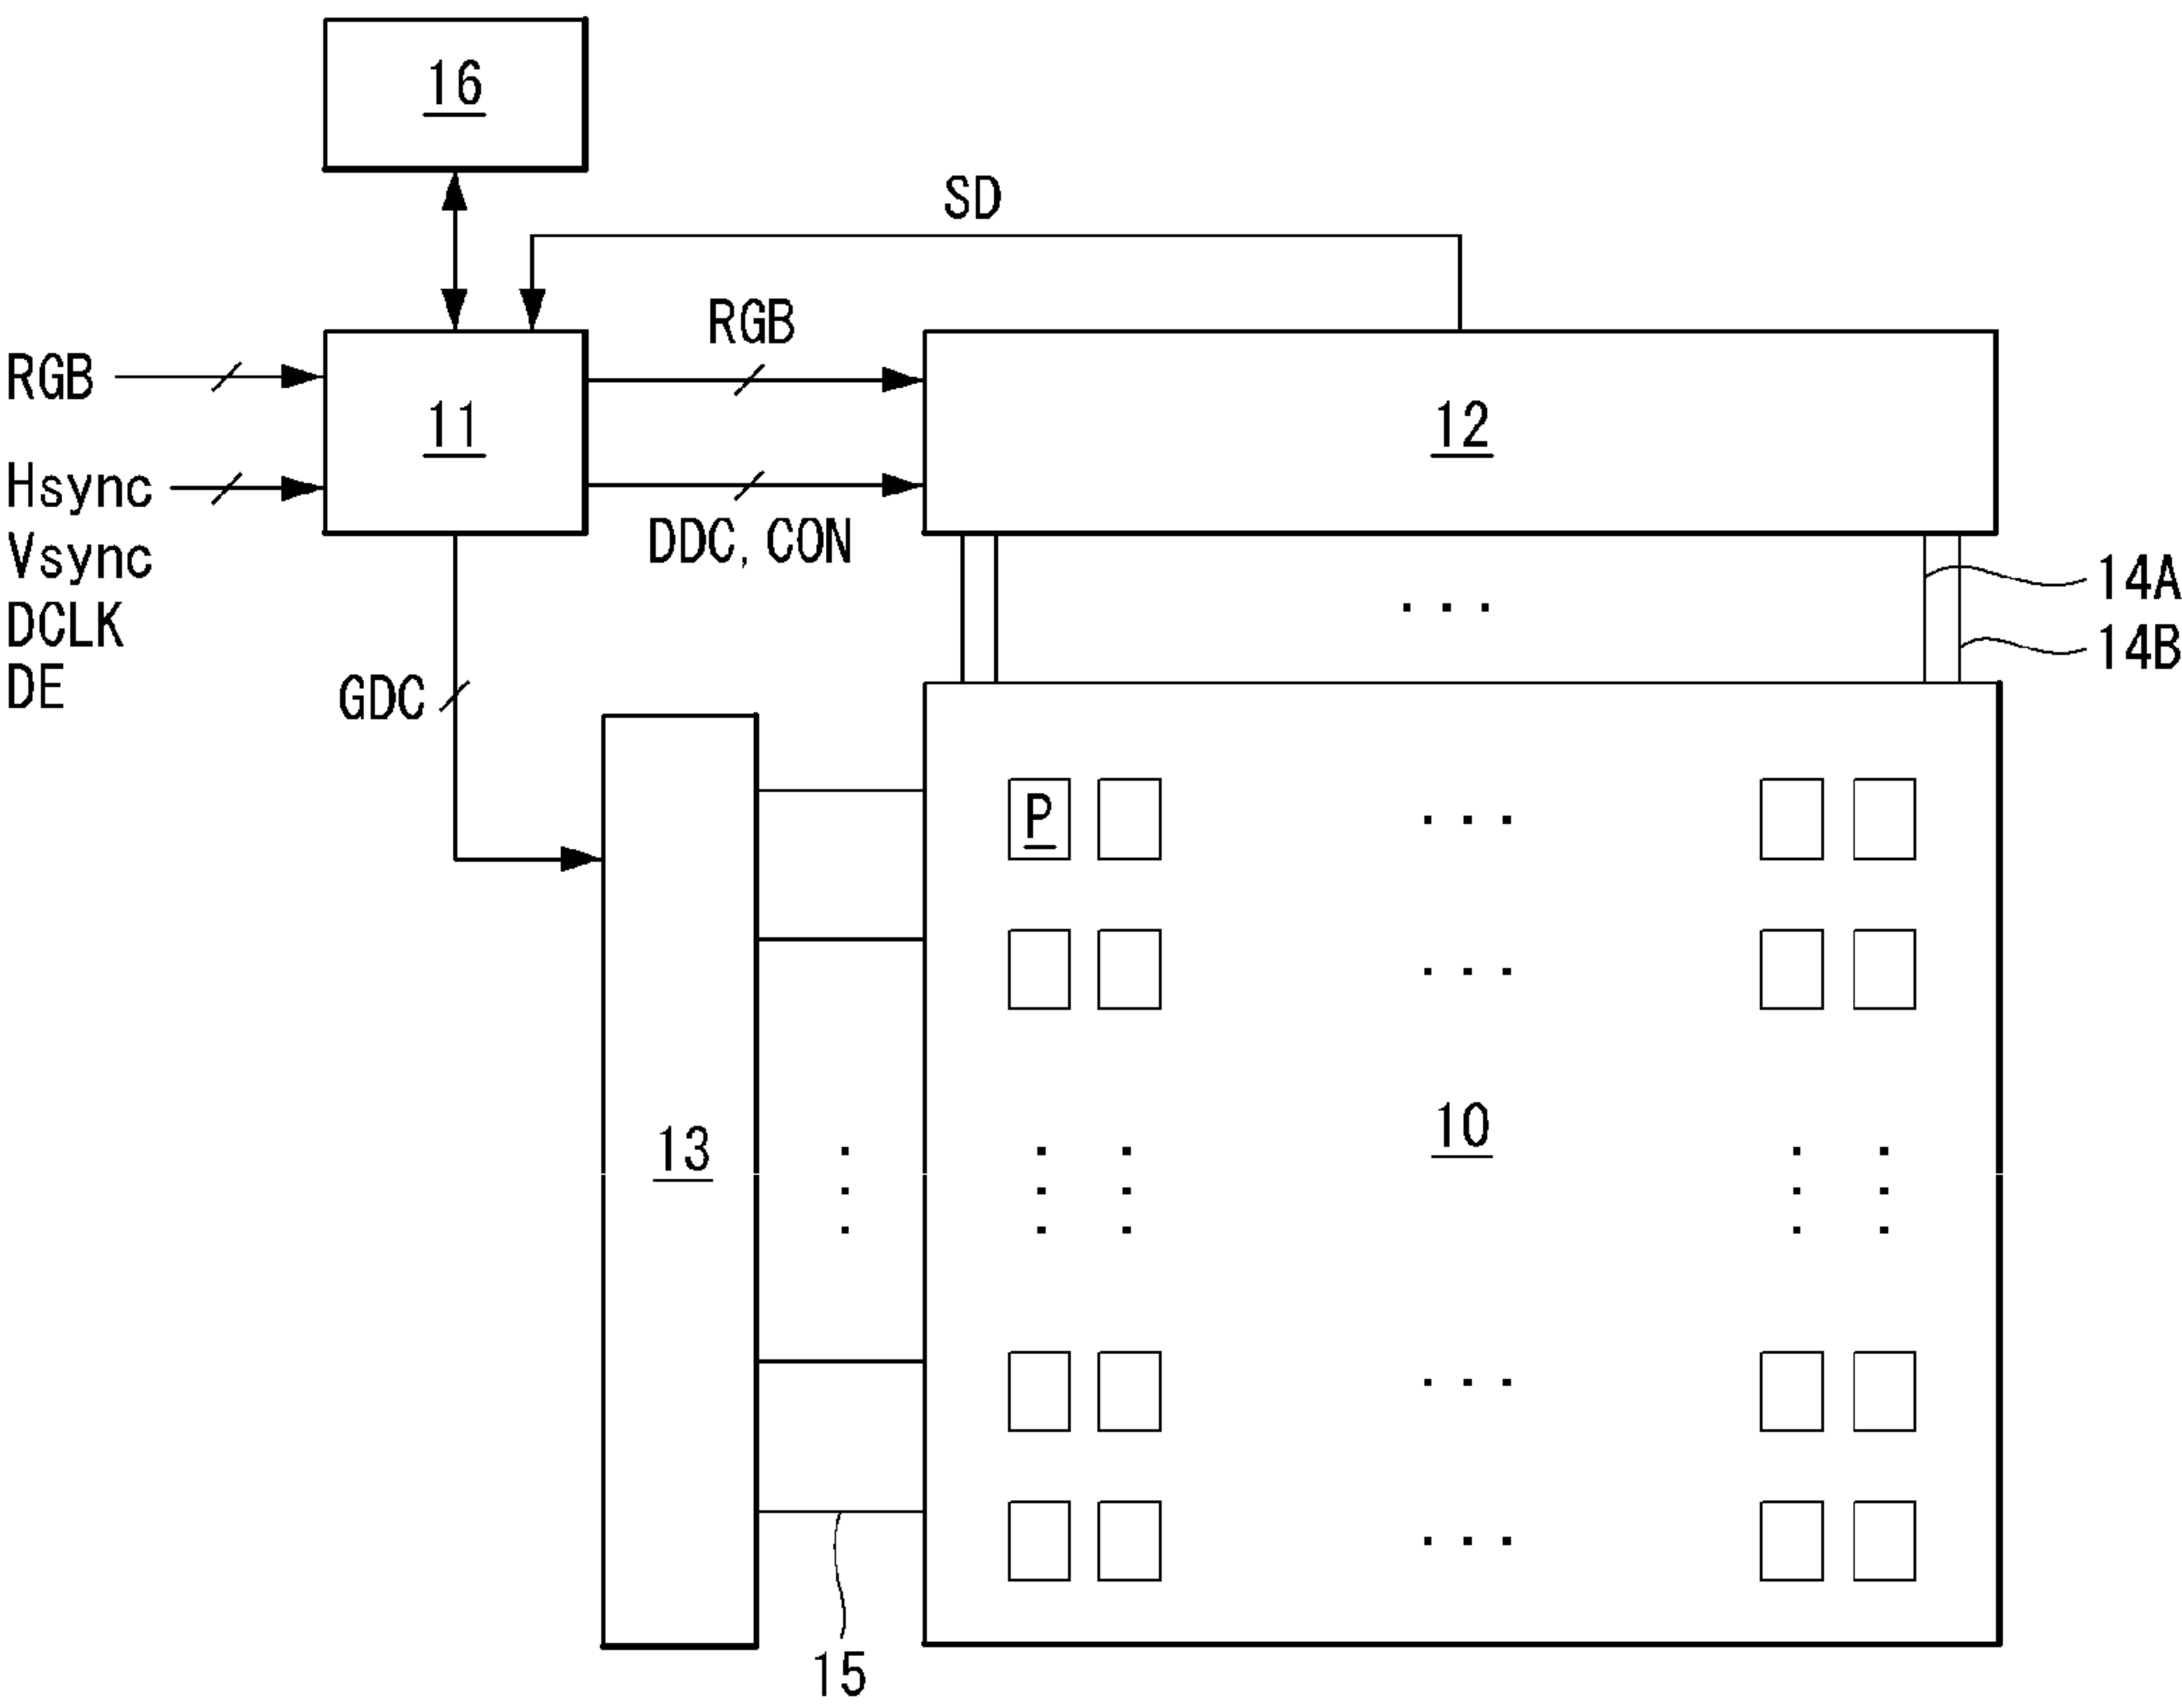 16
SD
RGB
RGB
11
12
Hsync
DDC, CON
Vsync
14A
DCLK
14B
DE
GDC
P
10
13
15